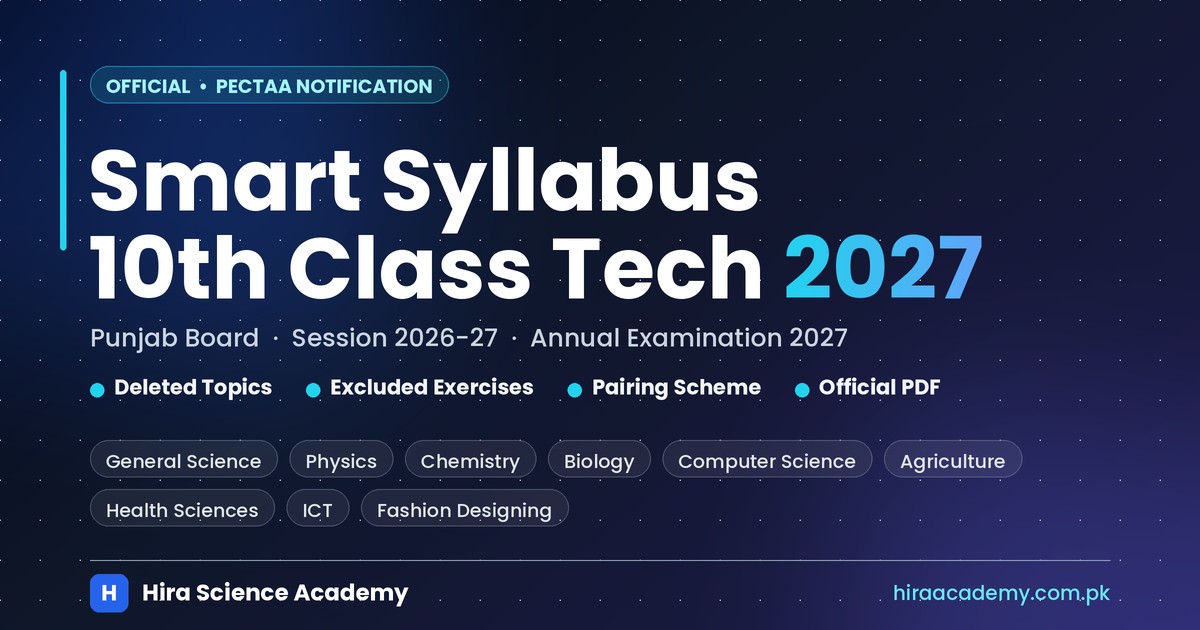 OFFICIAL • PECTAA NOTIFICATION
Smart Syllabus
10th Class Tech 2027
Punjab Board · Session 2026-27 · Annual Examination 2027
Deleted Topics Excluded Exercises Pairing Scheme Official PDF
General Science Physics Chemistry Biology Computer Science Agriculture
Health Sciences ICT Fashion Designing
H Hira Science Academy hiraacademy.com.pk